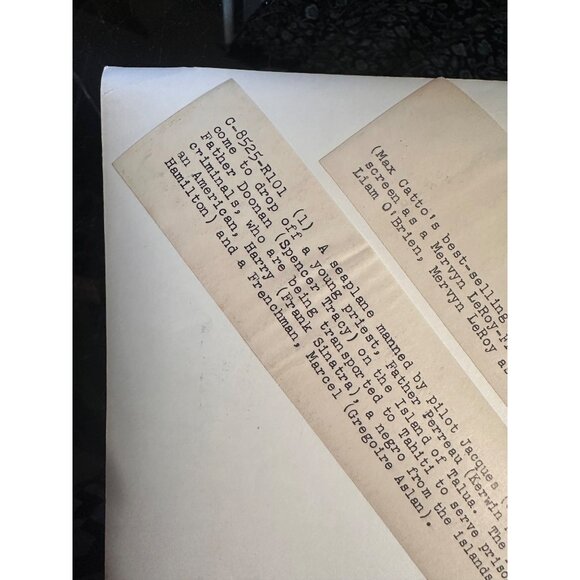 C-8525-R101 (1) A seaplane manned by pilot Jacques
come to drop off a young priest, Father Perreau (Kerwin
Father Doonan (Spencer Tracy) on the Island of Talua. The
criminals, who are being transported to Tahiti to serve
an American, Harry (Frank Sinatra), a negro from the
Hamilton) and a Frenchman, Marcel (Gregoire Aslan).
(Max Catto's best-selling
screen as a Mervyn LeRoy-
Liam O'Brien, Mervyn LeRoy